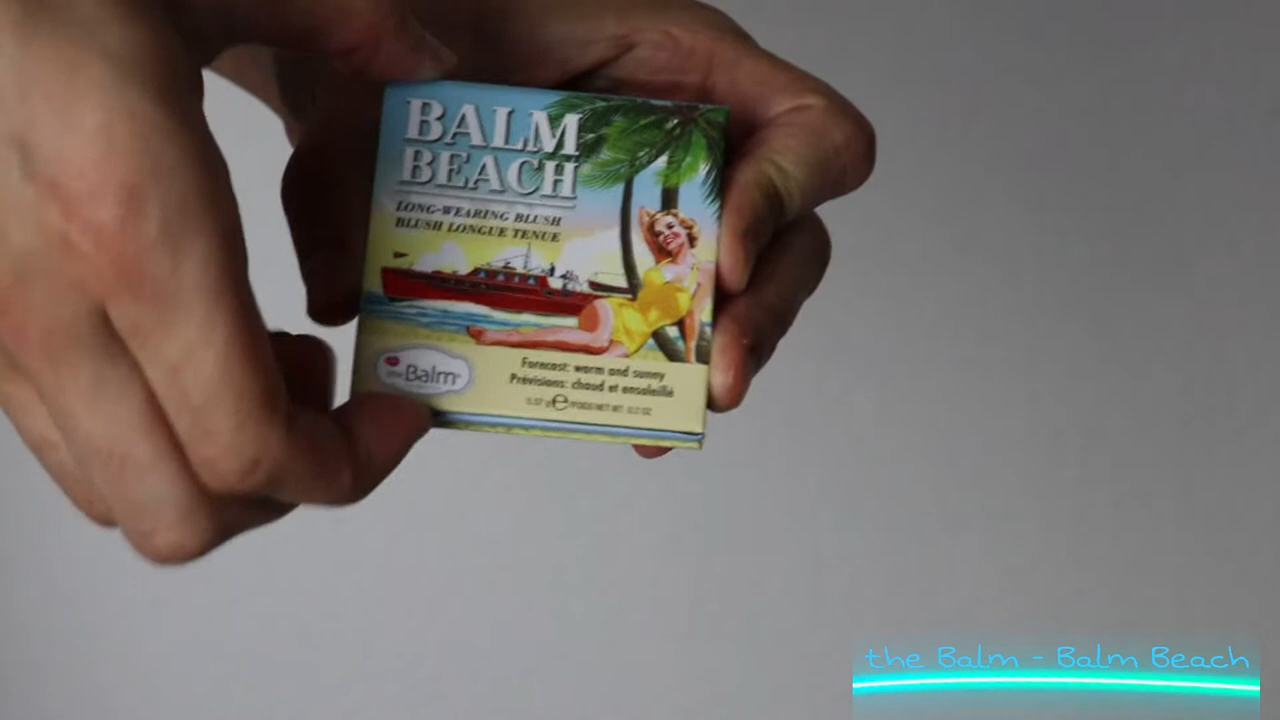 BALM
BEACH
LONG-WEARING BLUSH
BLUSH LONGUE TENUE
theBalm
Forecast: warm and sunny
Prévisions: chaud et ensoleillé
the Balm - Balm Beach